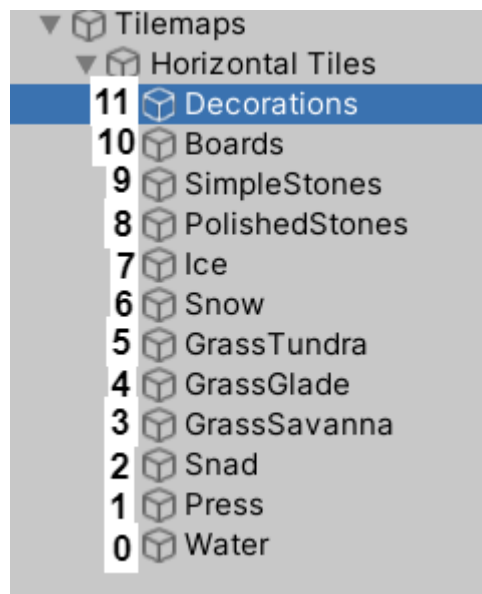 Tilemaps
Horizontal Tiles
11 Decorations
10 Boards
9 SimpleStones
8 PolishedStones
7 Ice
6 Snow
5 GrassTundra
4 GrassGlade
3 GrassSavanna
2 Snad
1 Press
0 Water